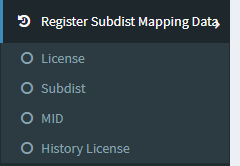 Register Subdist Mapping Data
License
Subdist
MID
History License